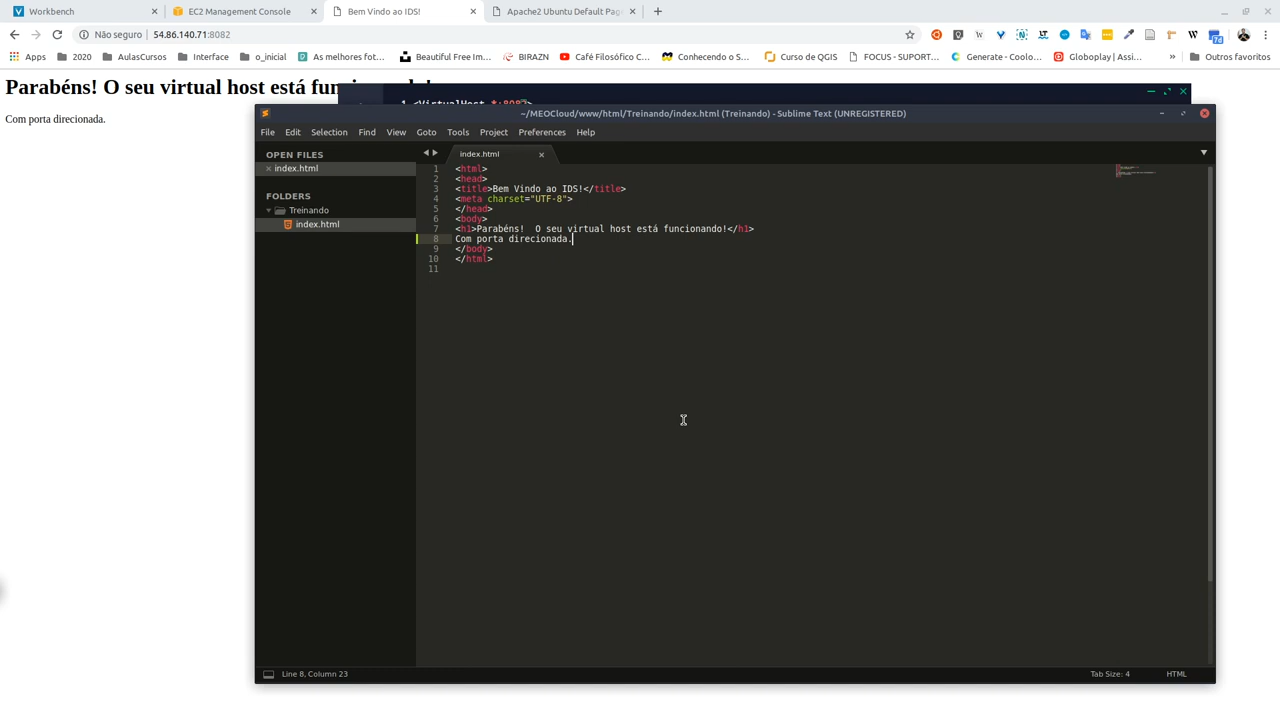 Workbench
EC2 Management Console
Bem Vindo ao IDS!
Apache2 Ubuntu Default Pag
Não seguro
54.86.140.71:8082
Apps
2020
AulasCursos
Interface
o_inicial
As melhores fot...
Beautiful Free Im...
BIRAZN
Café Filosófico C...
Conhecendo o S...
Curso de QGIS
FOCUS - SUPORT...
Generate - Coolo...
Globoplay | Assi...
»
Outros favoritos
Parabéns! O seu virtual host está fun
Com porta direcionada.
1 <VirtualHost *:808
~/MEOCloud/www/html/Treinando/index.html (Treinando) - Sublime Text (UNREGISTERED)
File Edit Selection Find View Goto Tools Project Preferences Help
OPEN FILES
index.html
FOLDERS
Treinando
index.html
index.html
1 <html>
2 <head>
3 <title>Bem Vindo ao IDS!</title>
4 <meta charset="UTF-8">
5 </head>
6 <body>
7 <h1>Parabéns!  O seu virtual host está funcionando!</h1>
8 Com porta direcionada.
9 </body>
10 </html>
11
Line 8, Column 23
Tab Size: 4
HTML